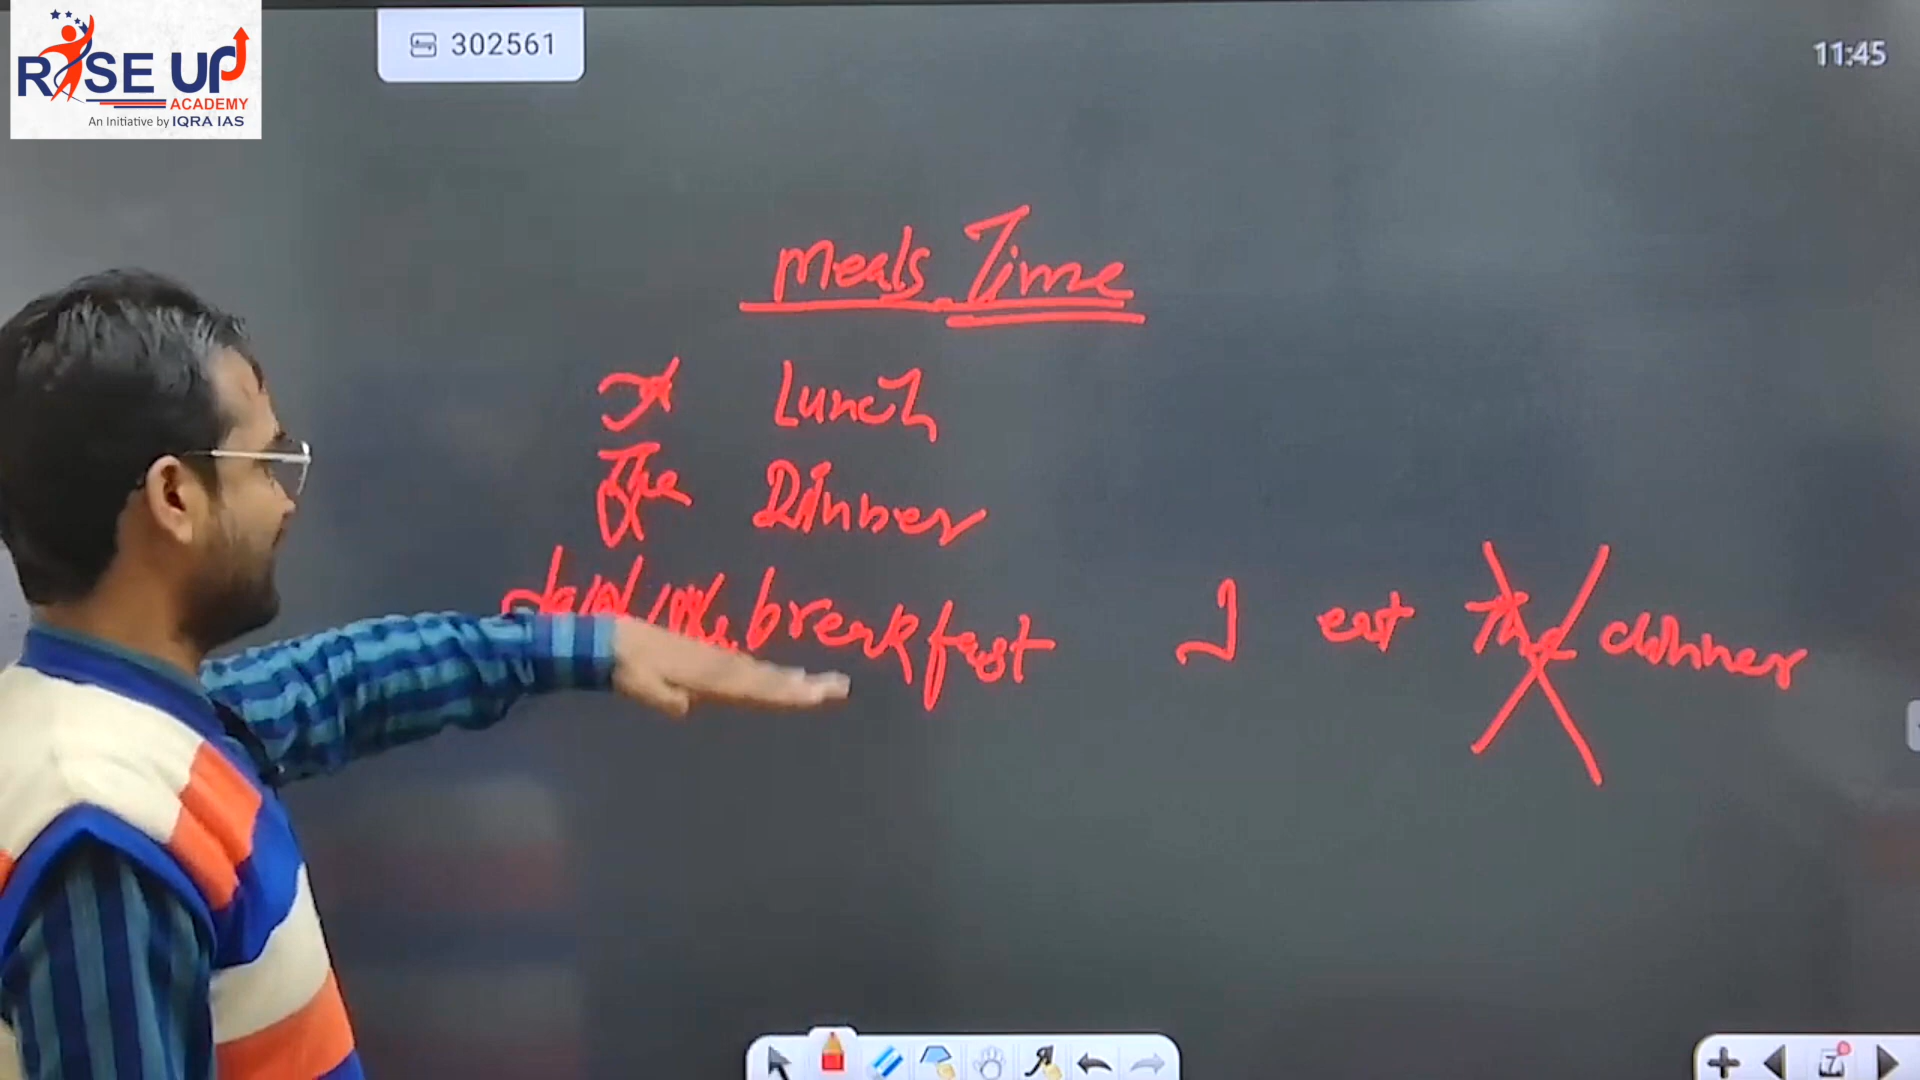 RISE UP
ACADEMY
An Initiative by IQRA IAS
302561
11:45
Meals Time
Lunch
The Dinner
breakfast
I eat the dinner
7